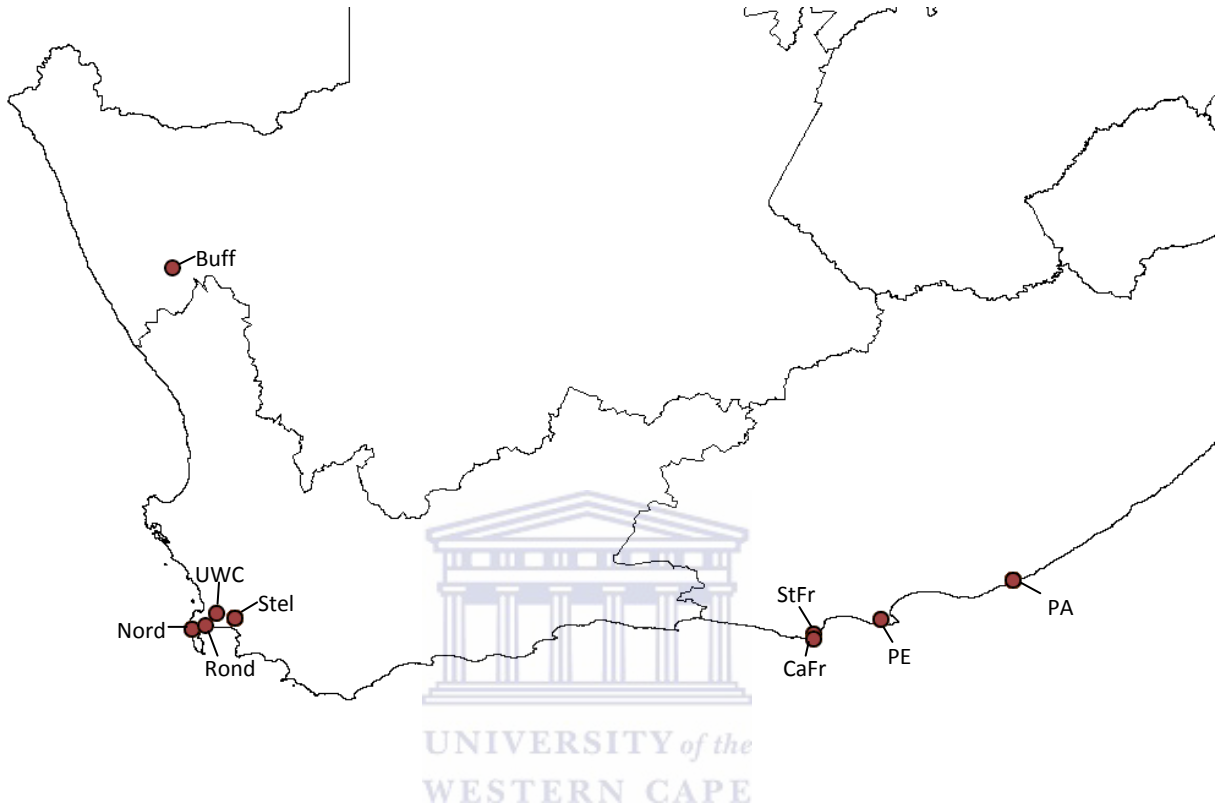 Buff
UWC
Stel
Nord
Rond
StFr
CaFr
PE
PA
UNIVERSITY of the
WESTERN CAPE